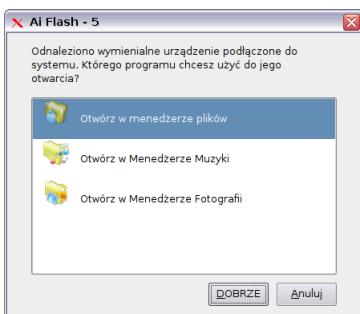 Ai Flash - 5
Odnaleziono wymienialne urządzenie podłączone do
systemu. Którego programu chcesz użyć do jego
otwarcia?
Otwórz w menedżerze plików
Otwórz w Menedżerze Muzyki
Otwórz w Menedżerze Fotografii
DOBRZE Anuluj